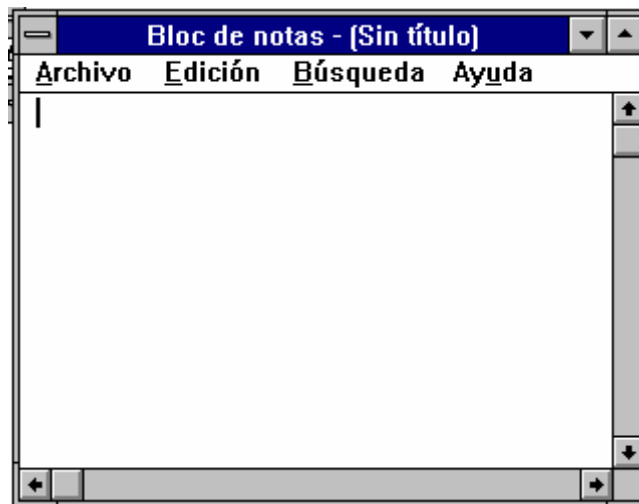 Bloc de notas - (Sin título)
Archivo Edición Búsqueda Ayuda